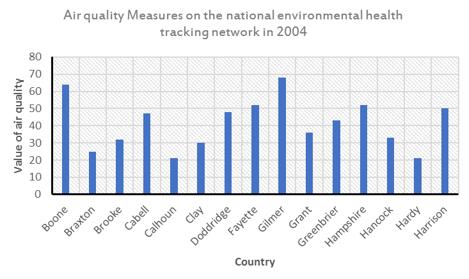 Air quality Measures on the national environmental health
tracking network in 2004
Value of air quality
80
70
60
50
40
30
20
10
0
Boone
Braxton
Brooke
Cabell
Calhoun
Clay
Doddridge
Fayette
Gilmer
Grant
Greenbrier
Hampshire
Hancock
Hardy
Harrison
Country